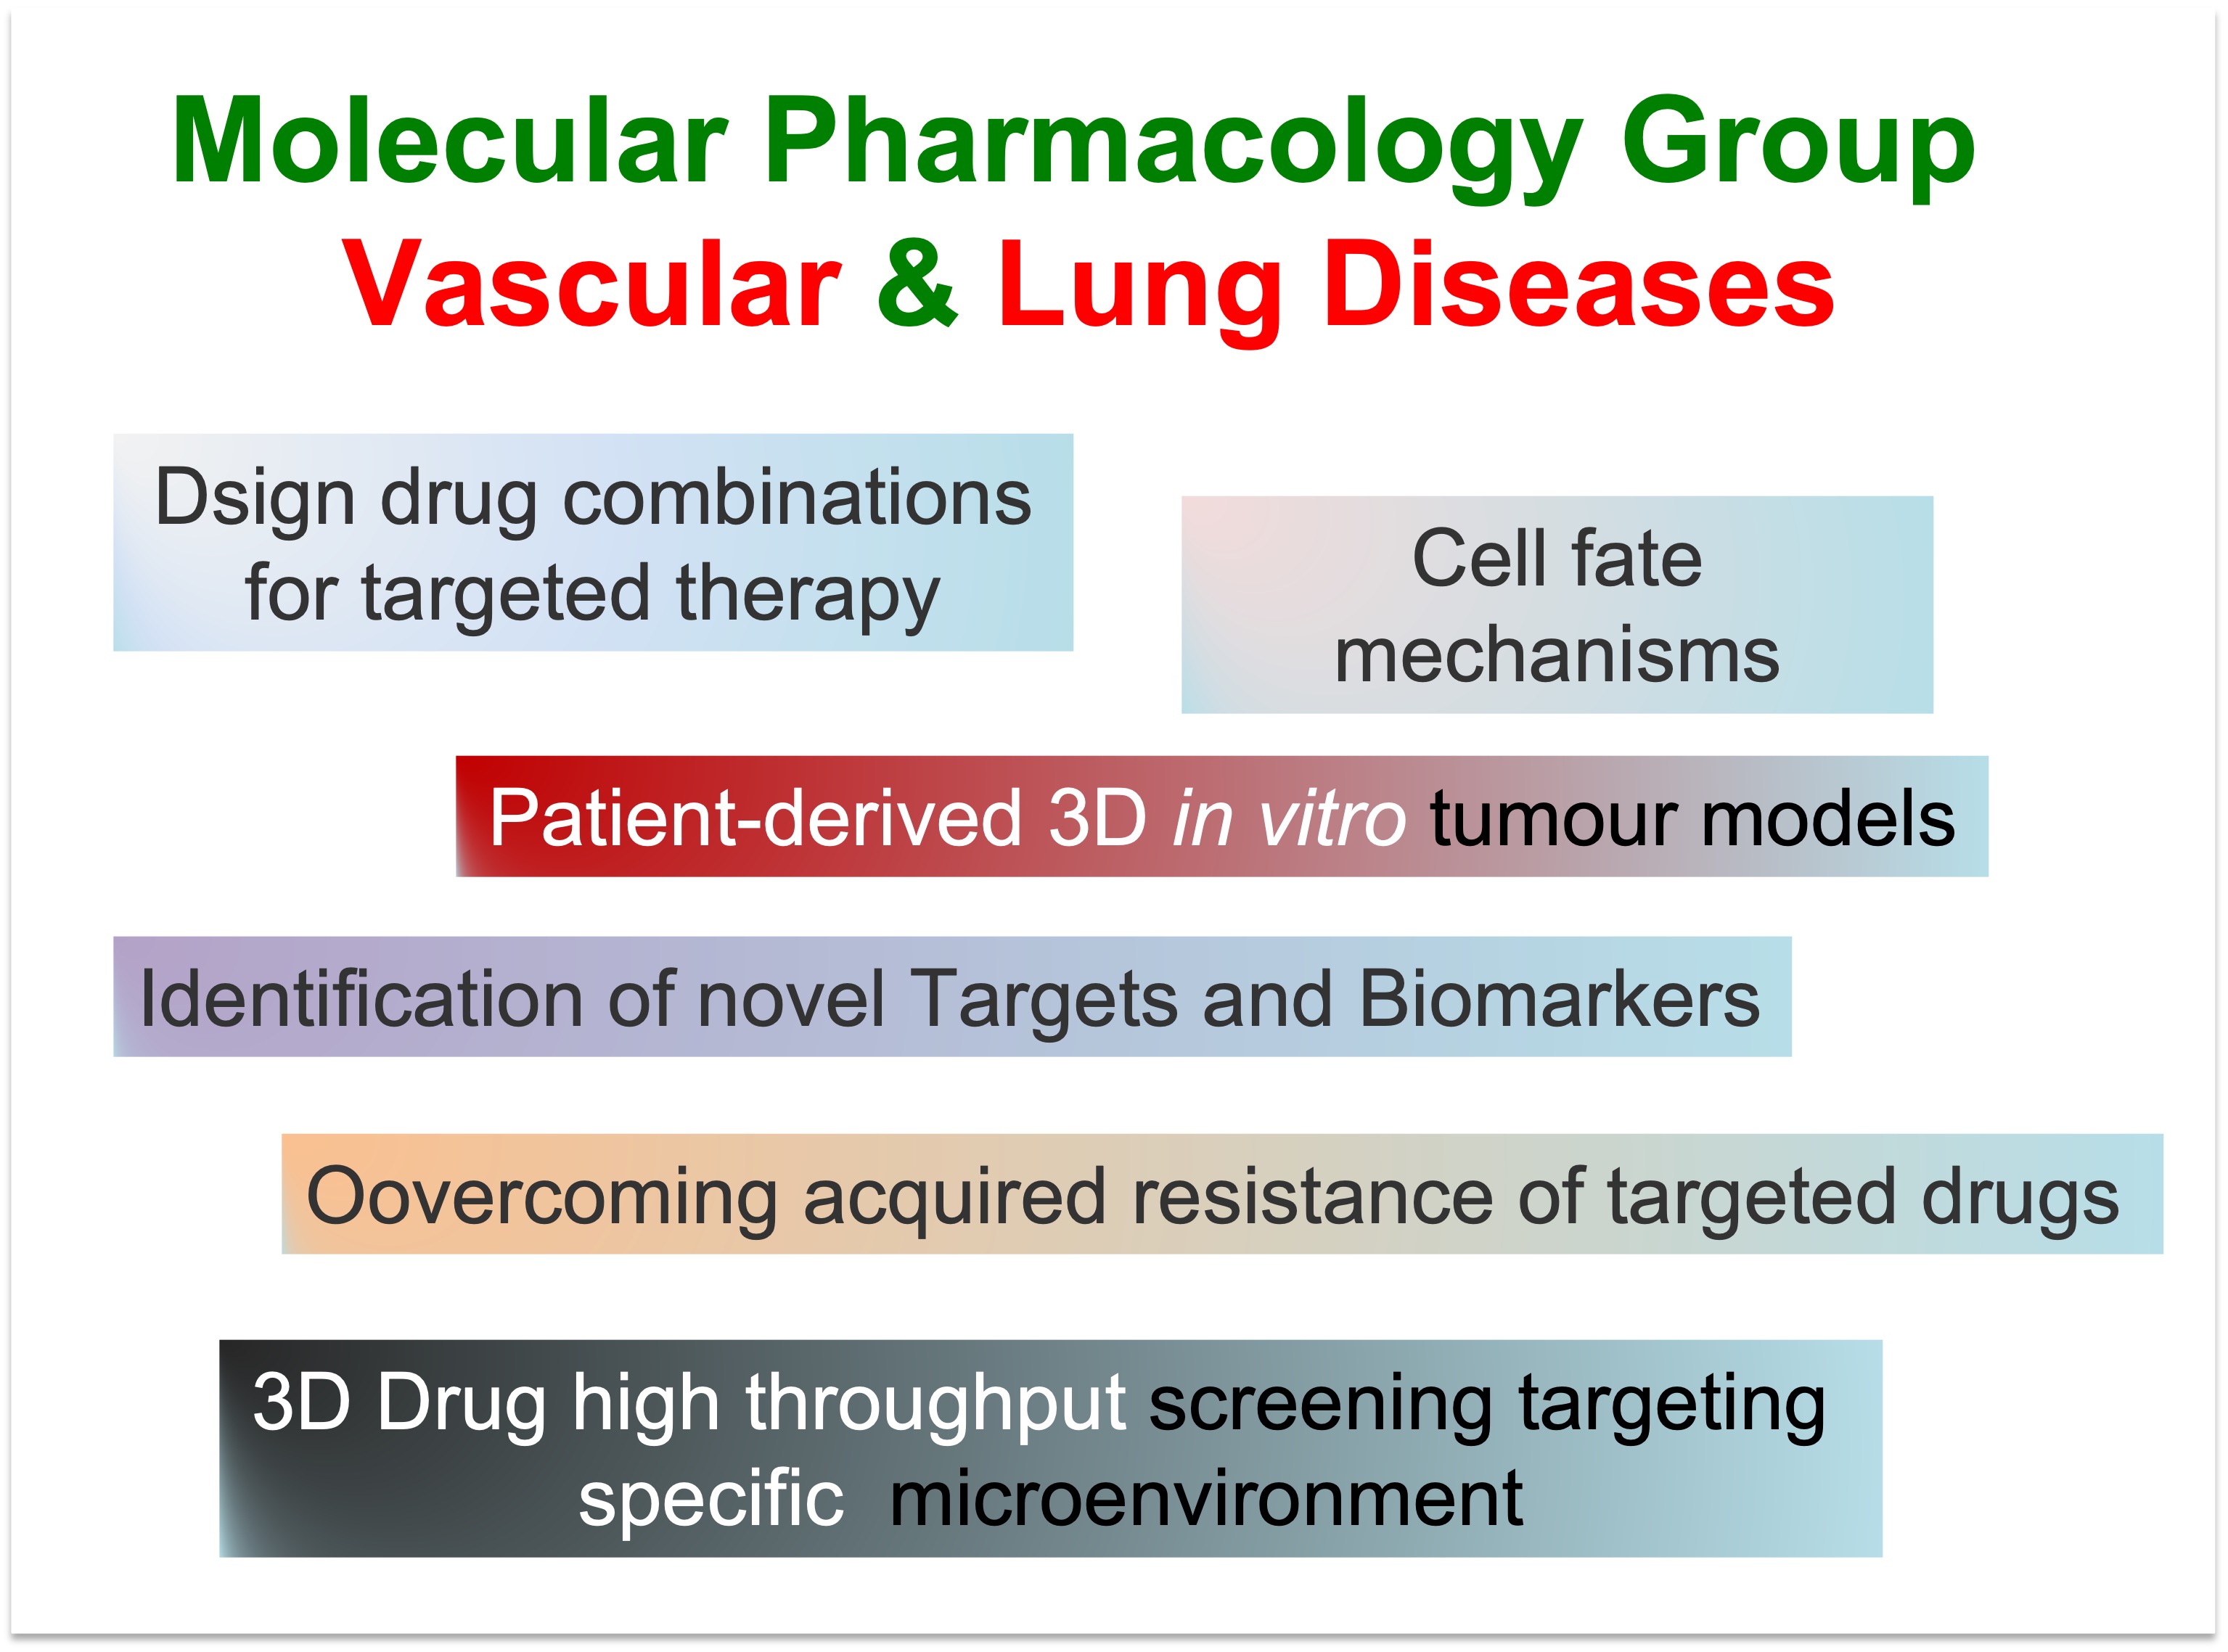 Molecular Pharmacology Group
Vascular & Lung Diseases
Dsign drug combinations
for targeted therapy
Cell fate
mechanisms
Patient-derived 3D in vitro tumour models
Identification of novel Targets and Biomarkers
Oovercoming acquired resistance of targeted drugs
3D Drug high throughput screening targeting
specific  microenvironment